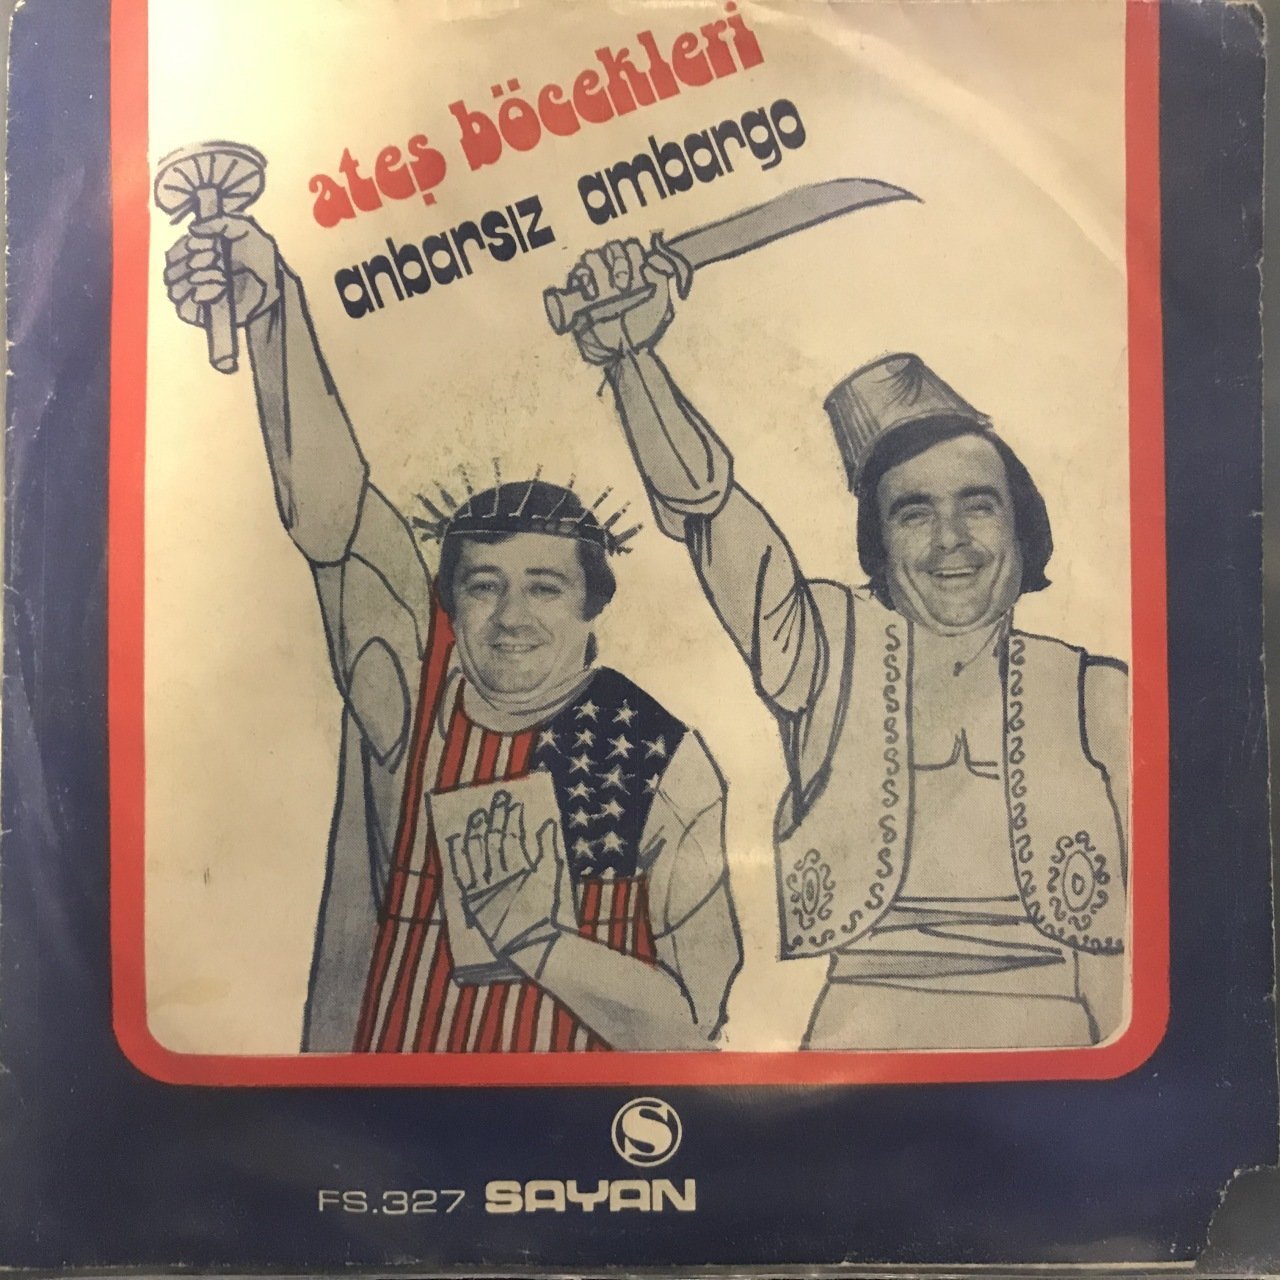 ateş böcekleri
anbarsız ambargo
S
FS.327 SAYAN